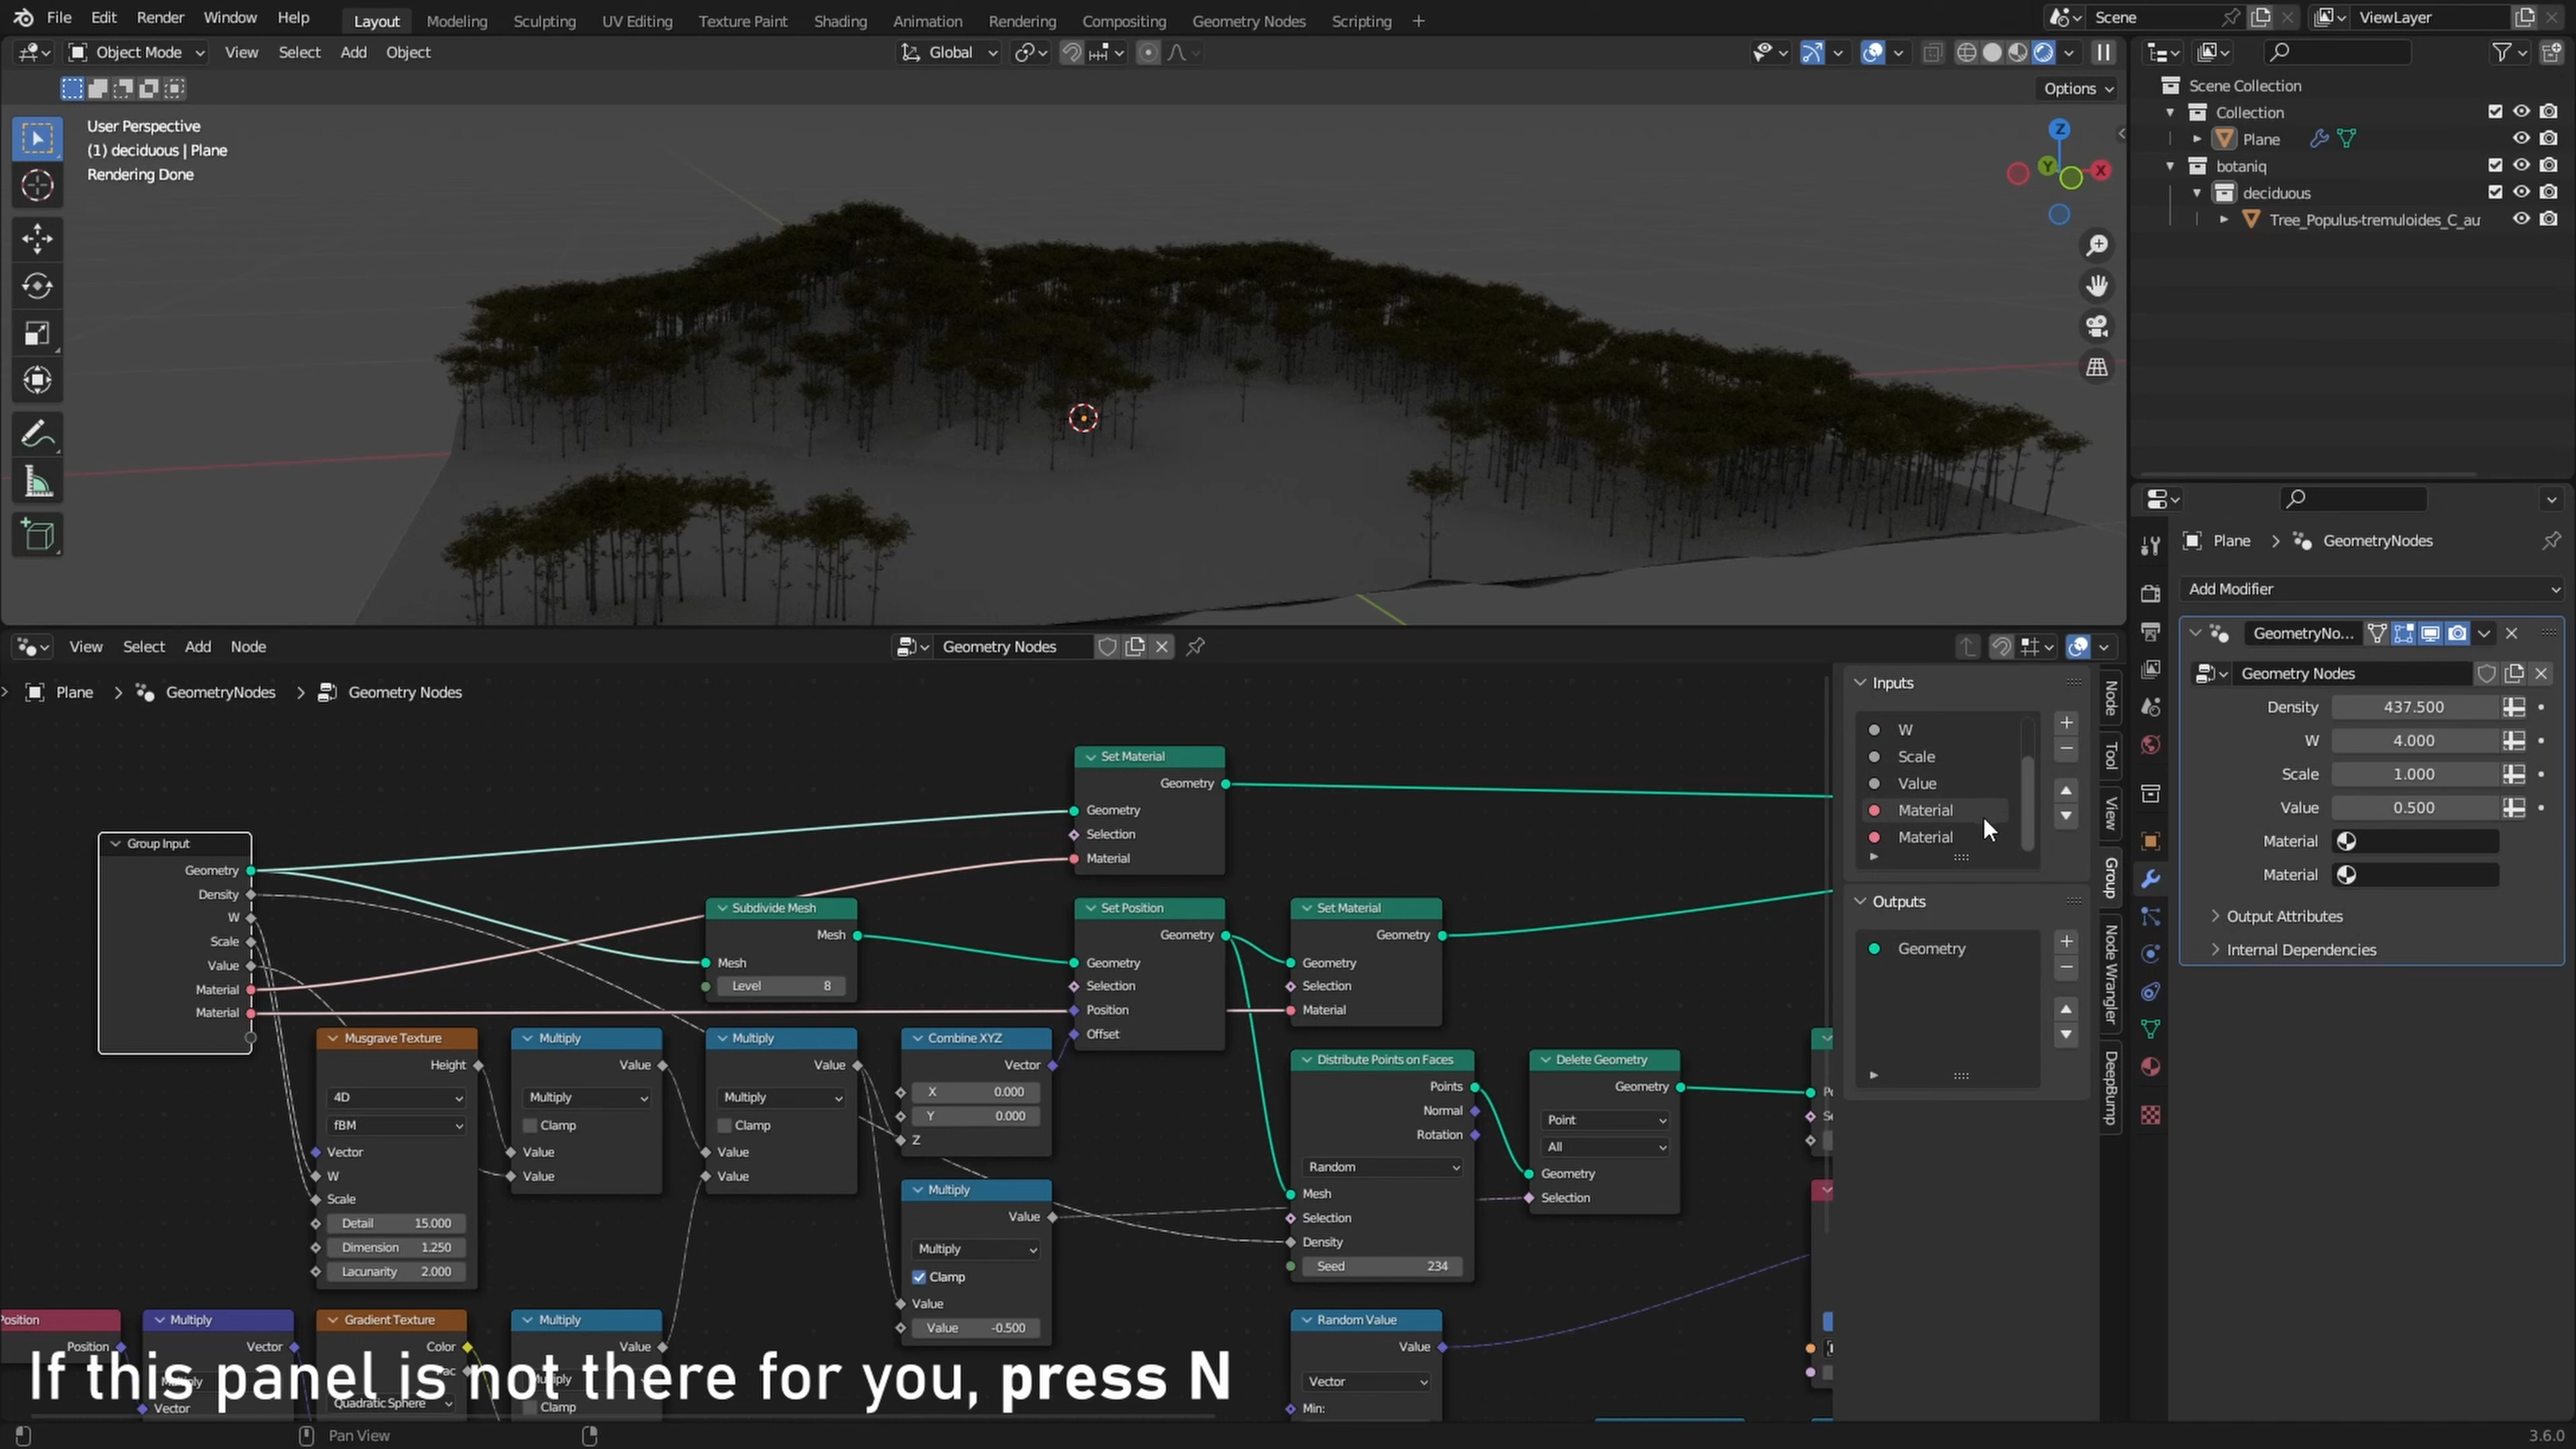 File Edit Render Window Help Layout Modeling Sculpting UV Editing Texture Paint Shading Animation Rendering Compositing Geometry Nodes Scripting + Scene ViewLayer
Object Mode View Select Add Object Global
Options
User Perspective
(1) deciduous | Plane
Rendering Done
Z
Y
X
Scene Collection
Collection
Plane
botaniq
deciduous
Tree_Populus-tremuloides_C_au
Plane > GeometryNodes
Add Modifier
GeometryNo...
Geometry Nodes
Density 437.500
W 4.000
Scale 1.000
Value 0.500
Material
Material
Output Attributes
Internal Dependencies
View Select Add Node Geometry Nodes
Plane > GeometryNodes > Geometry Nodes
Group Input
Geometry
Density
W
Scale
Value
Material
Material
Set Material
Geometry
Geometry
Selection
Material
Subdivide Mesh
Mesh
Mesh
Level 8
Set Position
Geometry
Geometry
Selection
Position
Offset
Set Material
Geometry
Geometry
Selection
Material
Musgrave Texture
Height
4D
fBM
Vector
W
Scale
Detail 15.000
Dimension 1.250
Lacunarity 2.000
Multiply
Value
Multiply
Clamp
Value
Value
Multiply
Value
Multiply
Clamp
Value
Value
Combine XYZ
Vector
X 0.000
Y 0.000
Z
Multiply
Value
Multiply
Clamp
Value
Value -0.500
Distribute Points on Faces
Points
Normal
Rotation
Random
Mesh
Selection
Density
Seed 234
Delete Geometry
Geometry
Point
All
Geometry
Selection
Random Value
Value
Vector
Min:
Position
Multiply
Vector
Multiply
Vector
Gradient Texture
Color
Quadratic Sphere
Multiply
Value
Clamp
Inputs
W
Scale
Value
Material
Material
Outputs
Geometry
Node
Tool
View
Group
Node Wrangler
DeepBump
If this panel is not there for you, press N
Pan View
3.6.0